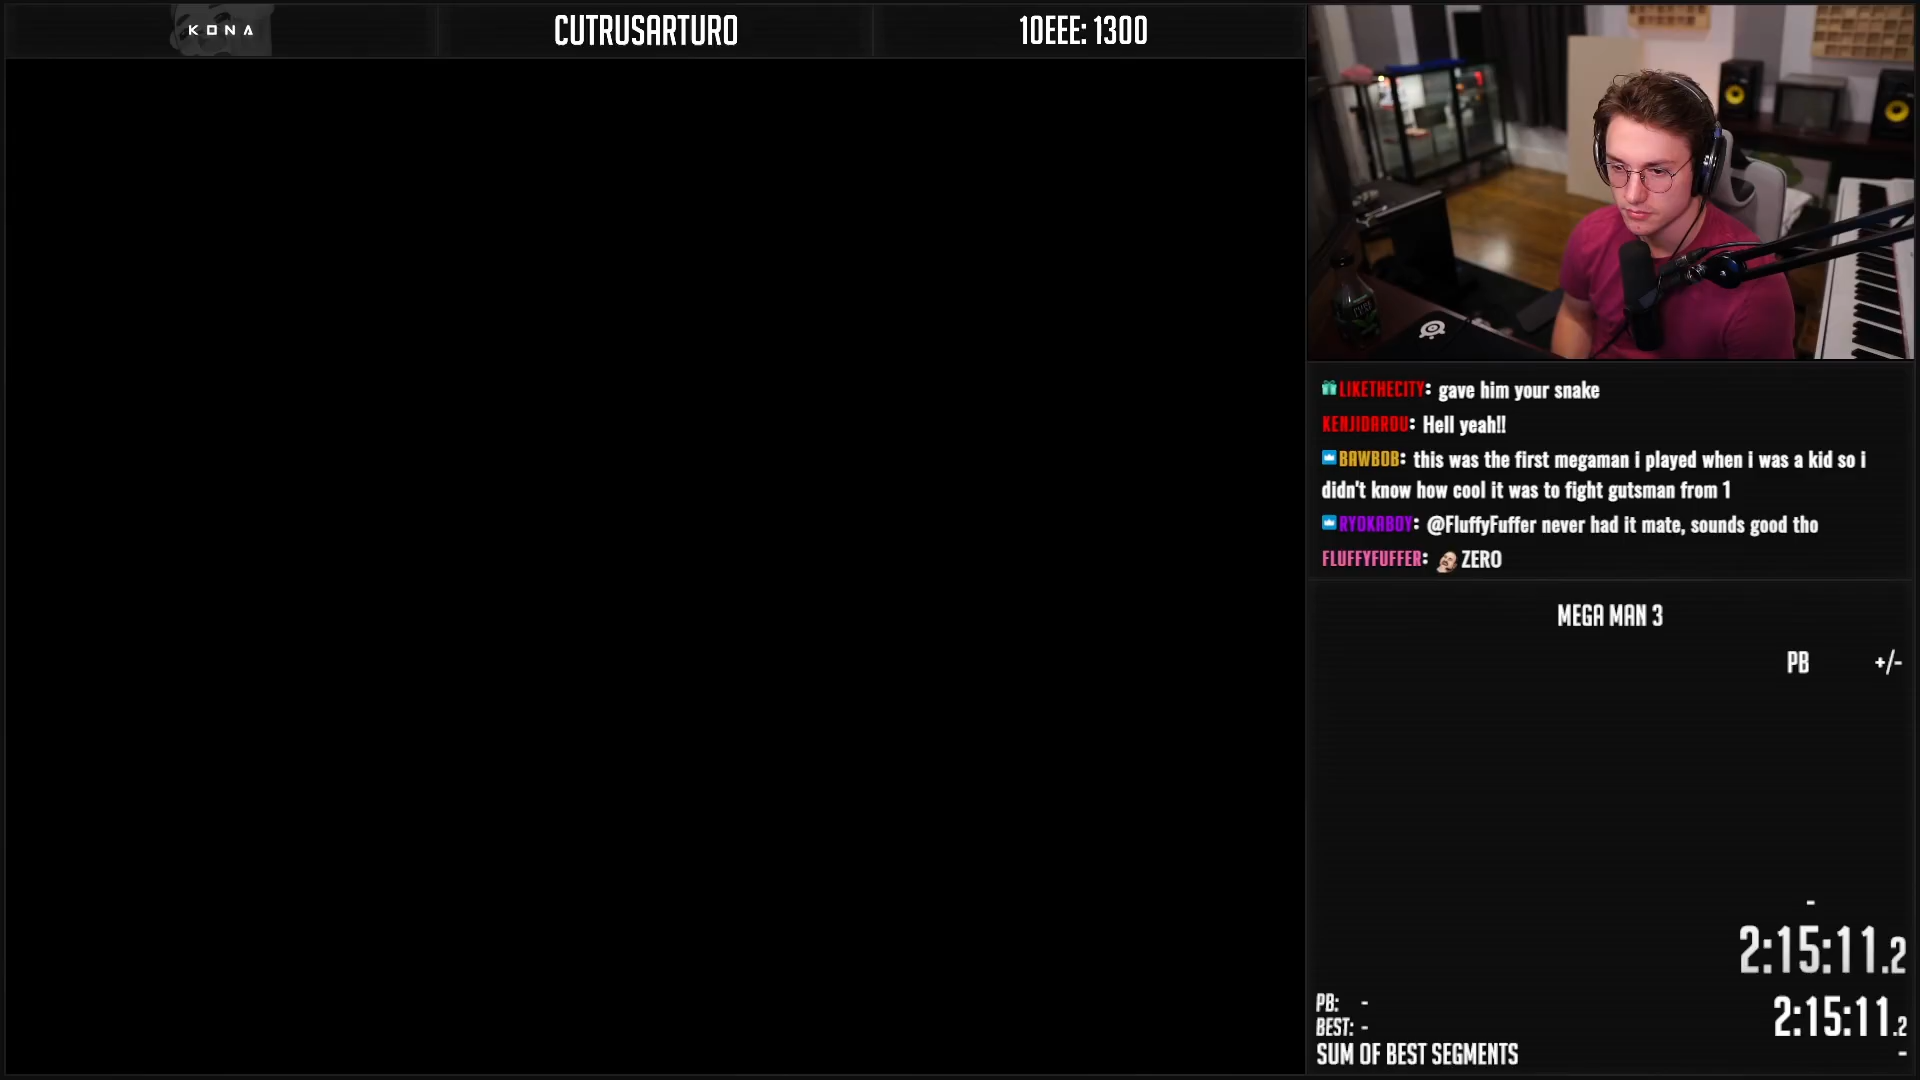 KONA
CUTRUSARTURO
10EEE: 1300
LIKETHECITY: gave him your snake
KENJIDAROU: Hell yeah!!
BAWBOB: this was the first megaman i played when i was a kid so i
didn't know how cool it was to fight gutsman from 1
RYOKABOY: @FluffyFuffer never had it mate, sounds good tho
FLUFFYFUFFER: ZERO
MEGA MAN 3
PB +/-
-
2:15:11.2
PB: -
2:15:11.2
BEST: -
SUM OF BEST SEGMENTS -